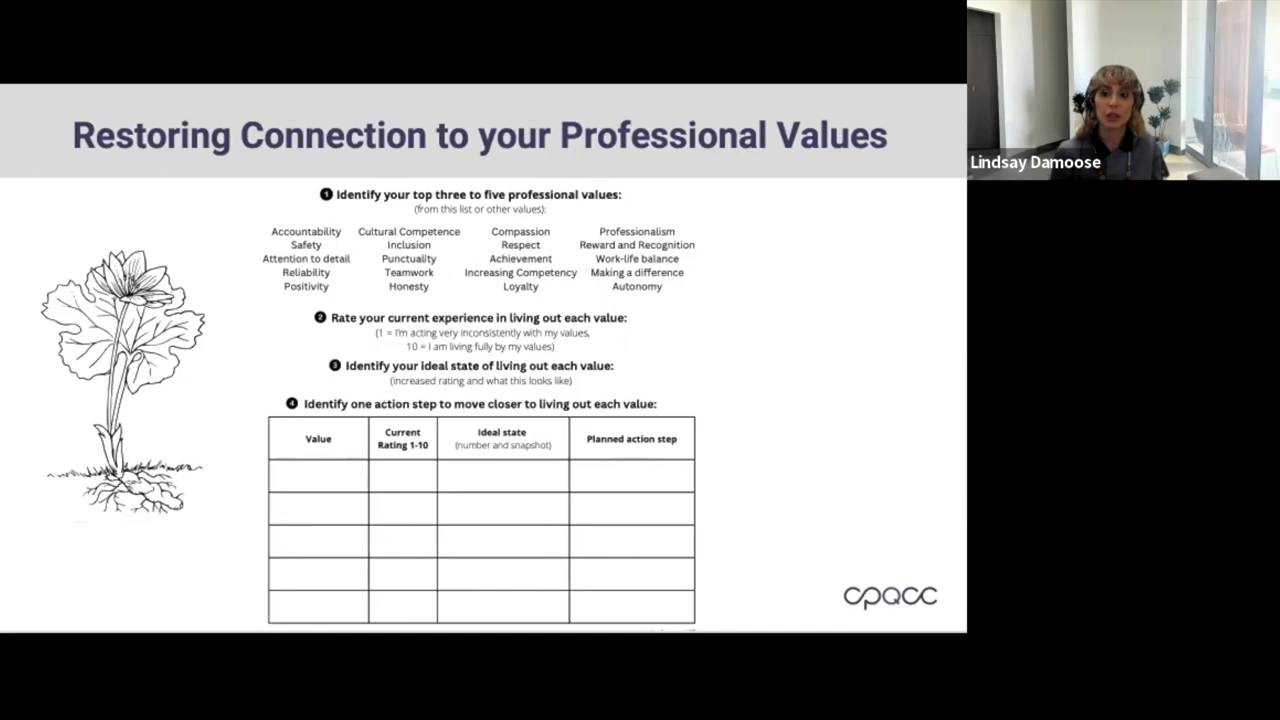 Restoring Connection to your Professional Values
Lindsay Damoose
1 Identify your top three to five professional values:
(from this list or other values):
Accountability Cultural Competence Compassion Professionalism
Safety Inclusion Respect Reward and Recognition
Attention to detail Punctuality Achievement Work-life balance
Reliability Teamwork Increasing Competency Making a difference
Positivity Honesty Loyalty Autonomy
2 Rate your current experience in living out each value:
(1 = I'm acting very inconsistently with my values,
10 = I am living fully by my values)
3 Identify your ideal state of living out each value:
(increased rating and what this looks like)
4 Identify one action step to move closer to living out each value:
Value
Current
Rating 1-10
Ideal state
(number and snapshot)
Planned action step
cpqcc